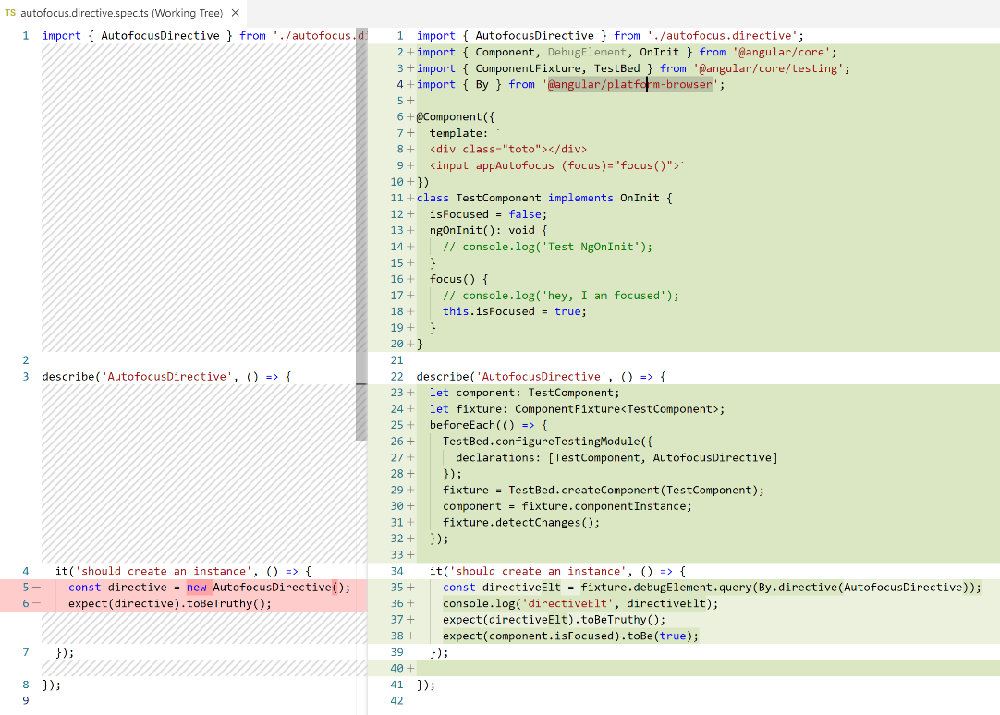 TS autofocus.directive.spec.ts (Working Tree) ×
1 import { AutofocusDirective } from './autofocus.di
2
3 describe('AutofocusDirective', () => {
4 it('should create an instance', () => {
5 — const directive = new AutofocusDirective();
6 — expect(directive).toBeTruthy();
7 });
8 });
9
1 import { AutofocusDirective } from './autofocus.directive';
2 + import { Component, DebugElement, OnInit } from '@angular/core';
3 + import { ComponentFixture, TestBed } from '@angular/core/testing';
4 + import { By } from '@angular/platform-browser';
5 +
6 + @Component({
7 + template: `
8 + <div class="toto"></div>
9 + <input appAutofocus (focus)="focus()">`
10 + })
11 + class TestComponent implements OnInit {
12 + isFocused = false;
13 + ngOnInit(): void {
14 + // console.log('Test NgOnInit');
15 + }
16 + focus() {
17 + // console.log('hey, I am focused');
18 + this.isFocused = true;
19 + }
20 + }
21
22 describe('AutofocusDirective', () => {
23 + let component: TestComponent;
24 + let fixture: ComponentFixture<TestComponent>;
25 + beforeEach(() => {
26 + TestBed.configureTestingModule({
27 + declarations: [TestComponent, AutofocusDirective]
28 + });
29 + fixture = TestBed.createComponent(TestComponent);
30 + component = fixture.componentInstance;
31 + fixture.detectChanges();
32 + });
33 +
34 it('should create an instance', () => {
35 + const directiveElt = fixture.debugElement.query(By.directive(AutofocusDirective));
36 + console.log('directiveElt', directiveElt);
37 + expect(directiveElt).toBeTruthy();
38 + expect(component.isFocused).toBe(true);
39 });
40 +
41 });
42